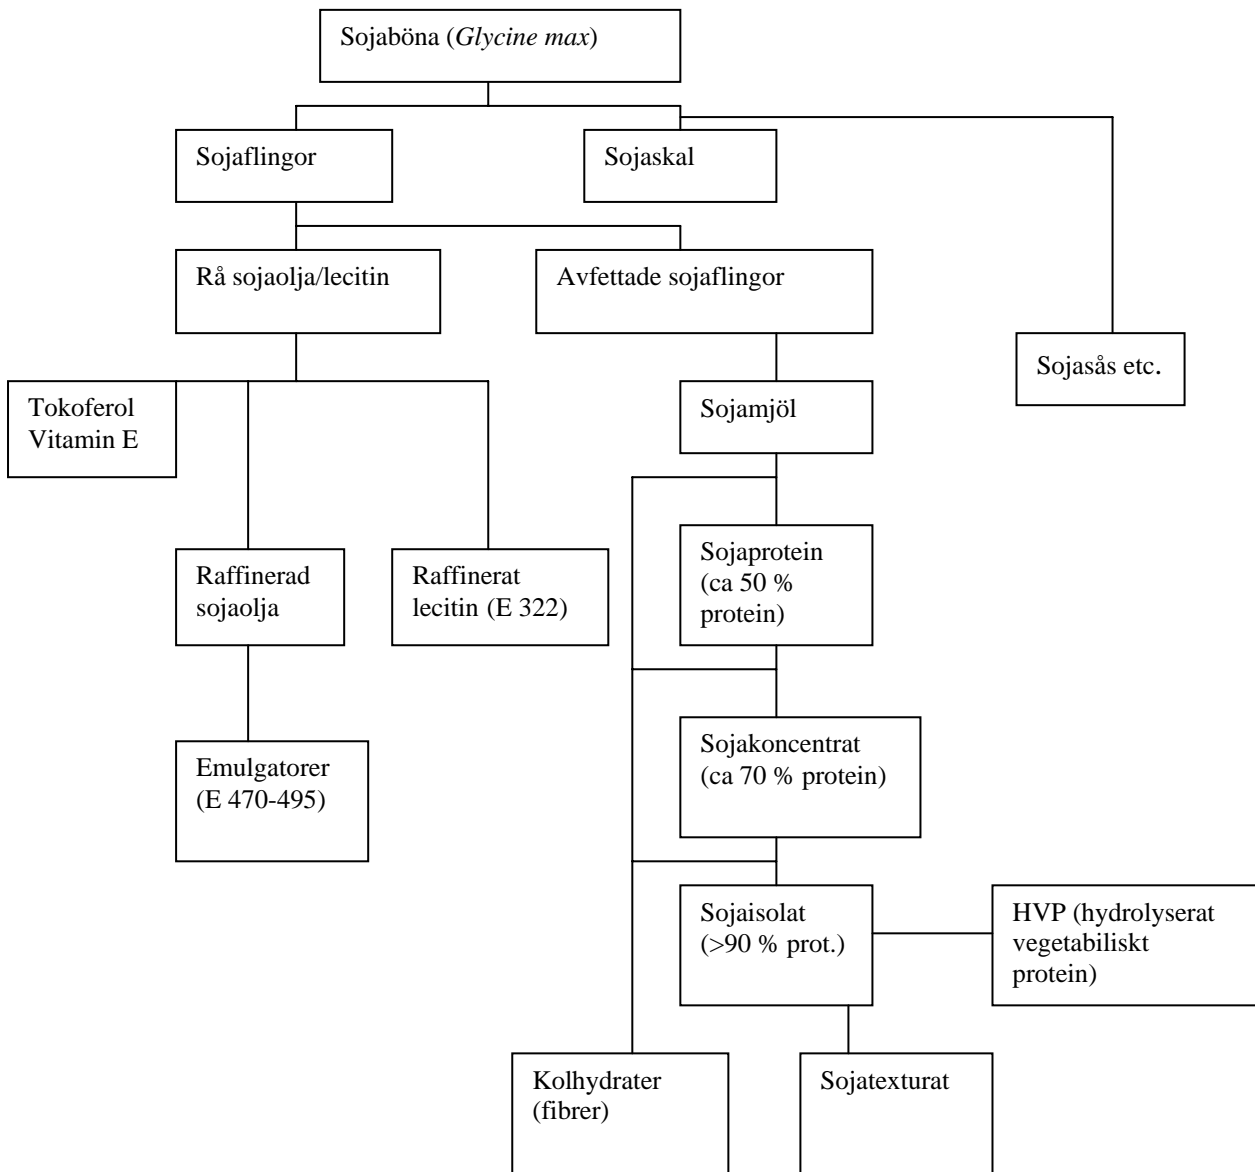 Sojaböna (Glycine max)
Sojaflingor
Sojaskal
Rå sojaolja/lecitin
Avfettade sojaflingor
Sojasås etc.
Tokoferol
Vitamin E
Sojamjöl
Raffinerad
sojaolja
Raffinerat
lecitin (E 322)
Sojaprotein
(ca 50 %
protein)
Emulgatorer
(E 470-495)
Sojakoncentrat
(ca 70 % protein)
Sojaisolat
(>90 % prot.)
HVP (hydrolyserat
vegetabiliskt
protein)
Kolhydrater
(fibrer)
Sojatexturat